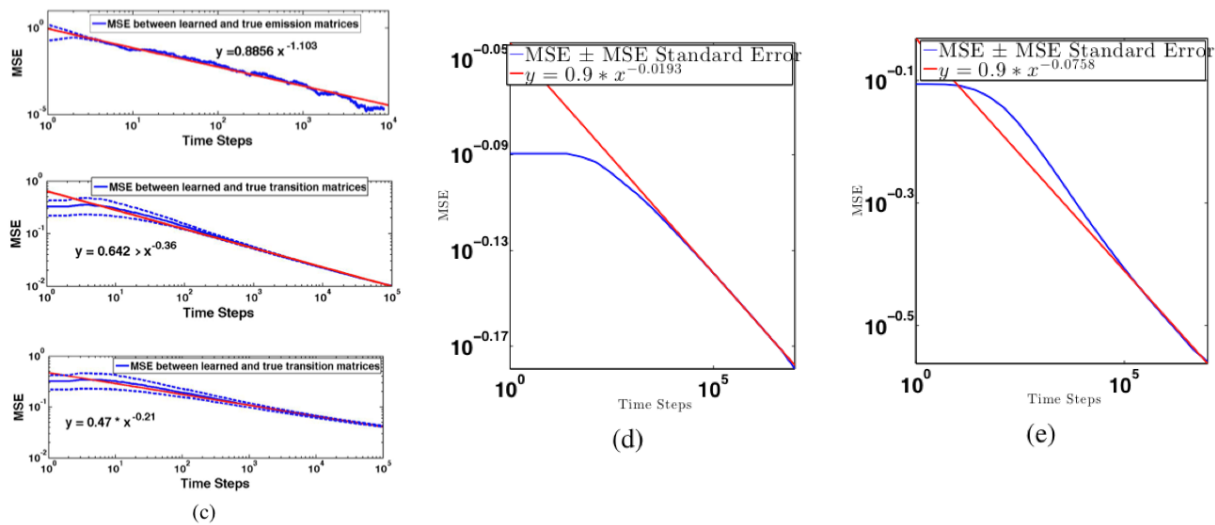 MSE between learned and true emission matrices
y =0.8856 x^-1.103
MSE
10^0
10^-5
10^0 10^1 10^2 10^3 10^4
Time Steps
MSE between learned and true transition matrices
y = 0.642 › x^-0.36
MSE
10^0
10^-1
10^-2
10^0 10^1 10^2 10^3 10^4 10^5
Time Steps
MSE between learned and true transition matrices
y = 0.47 * x^-0.21
MSE
10^0
10^-1
10^-2
10^0 10^1 10^2 10^3 10^4 10^5
Time Steps
(c)
MSE ± MSE Standard Error
y = 0.9 * x^-0.0193
MSE
10^-0.05
10^-0.09
10^-0.13
10^-0.17
10^0 10^5
Time Steps
(d)
MSE ± MSE Standard Error
y = 0.9 * x^-0.0758
MSE
10^-0.1
10^-0.3
10^-0.5
10^0 10^5
Time Steps
(e)